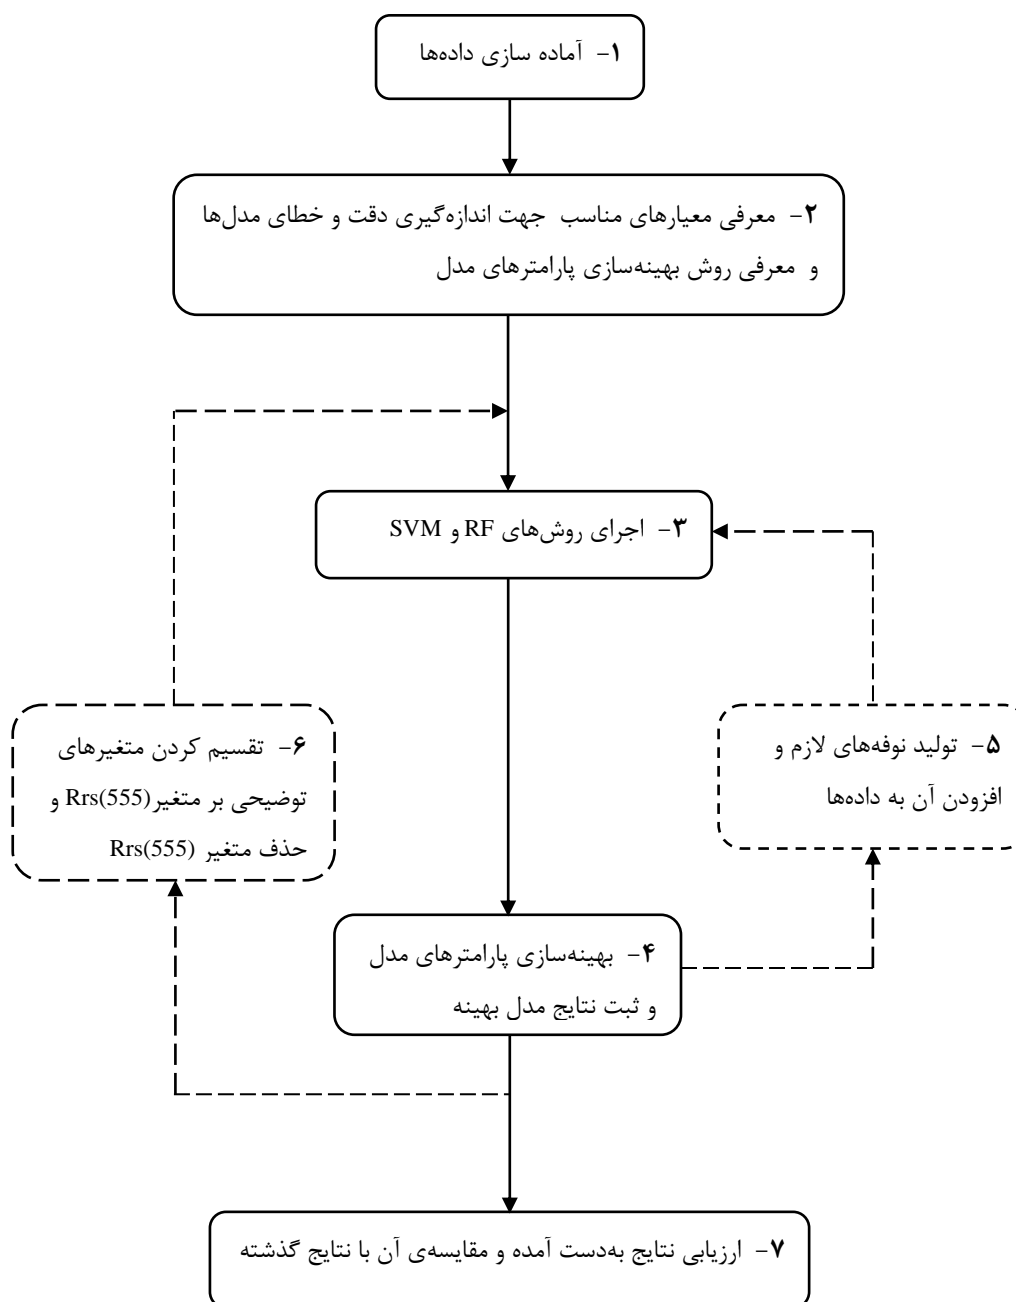 ۱- آماده سازی داده‌ها
۲- معرفی معیارهای مناسب جهت اندازه‌گیری دقت و خطای مدل‌ها
و معرفی روش بهینه‌سازی پارامترهای مدل
۳- اجرای روش‌های RF و SVM
۶- تقسیم کردن متغیرهای
توضیحی بر متغیر Rrs(555) و
حذف متغیر Rrs(555)
۵- تولید نوفه‌های لازم و
افزودن آن به داده‌ها
۴- بهینه‌سازی پارامترهای مدل
و ثبت نتایج مدل بهینه
۷- ارزیابی نتایج به‌دست آمده و مقایسه‌ی آن با نتایج گذشته